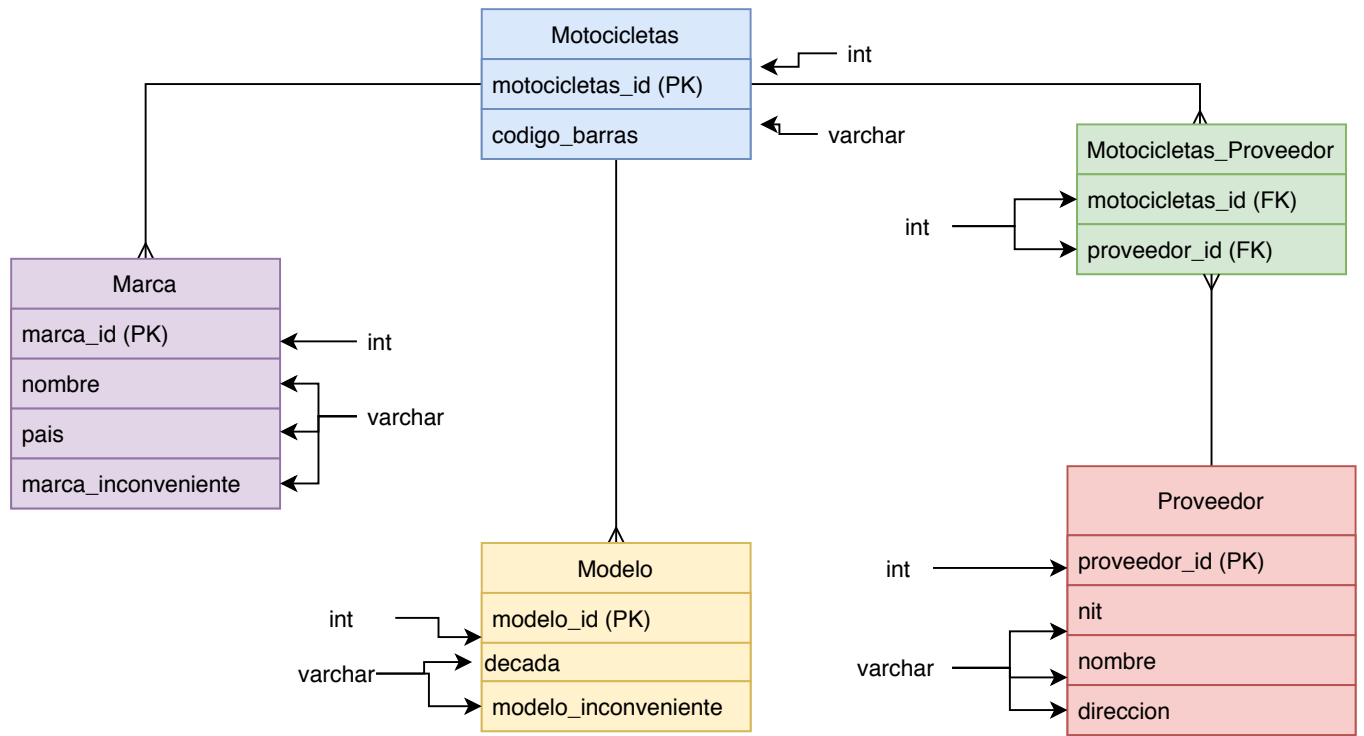 Motocicletas
motocicletas_id (PK)
codigo_barras
int
varchar
Motocicletas_Proveedor
motocicletas_id (FK)
proveedor_id (FK)
int
Marca
marca_id (PK)
nombre
pais
marca_inconveniente
int
varchar
Modelo
modelo_id (PK)
decada
modelo_inconveniente
int
varchar
Proveedor
proveedor_id (PK)
nit
nombre
direccion
int
varchar